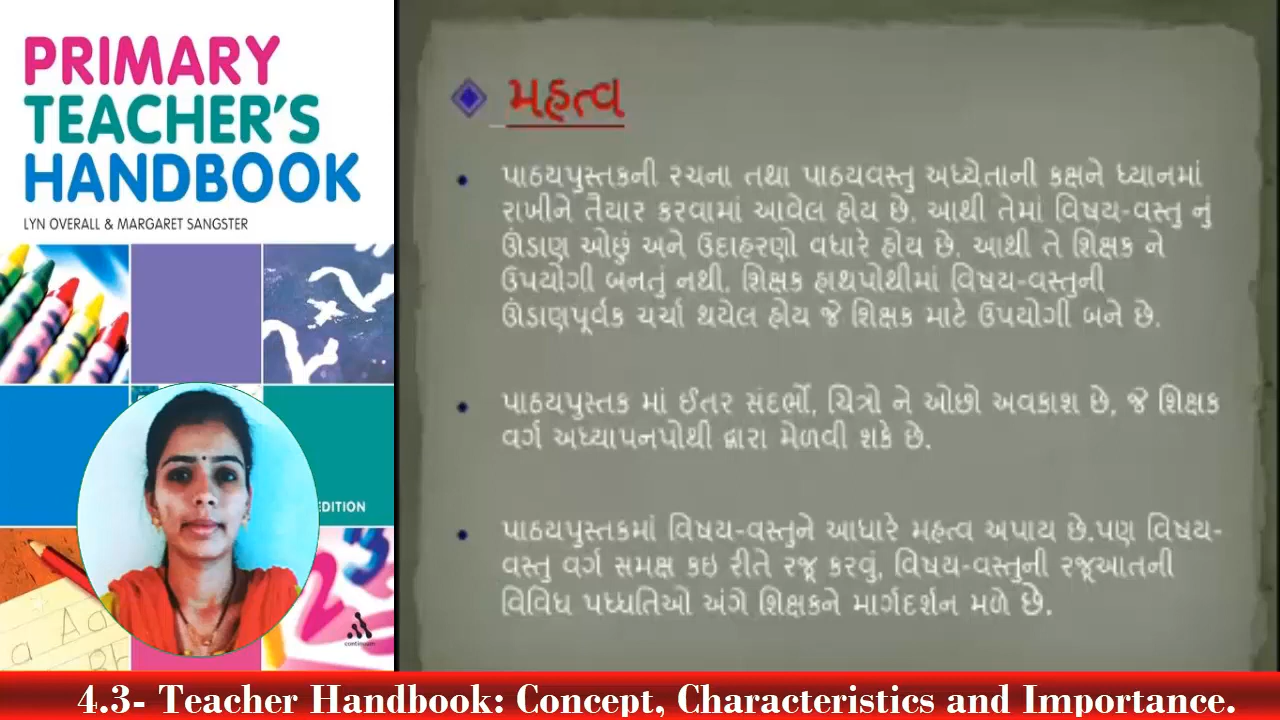 PRIMARY
TEACHER'S
HANDBOOK
LYN OVERALL & MARGARET SANGSTER
EDITION
continuum
મહત્વ
પાઠયપુસ્તકની રચના તથા પાઠયવસ્તુ અધ્યેતાની કક્ષને ધ્યાનમાં
રાખીને તૈયાર કરવામાં આવેલ હોય છે. આથી તેમાં વિષય-વસ્તુ નું
ઊંડાણ ઓછું અને ઉદાહરણો વધારે હોય છે. આથી તે શિક્ષક ને
ઉપયોગી બનતું નથી. શિક્ષક હાથપોથીમાં વિષય-વસ્તુની
ઊંડાણપૂર્વક ચર્ચા થયેલ હોય જે શિક્ષક માટે ઉપયોગી બને છે.
પાઠયપુસ્તક માં ઈતર સંદર્ભો, ચિત્રો ને ઓછો અવકાશ છે, જે શિક્ષક
વર્ગ અધ્યાપનપોથી દ્વારા મેળવી શકે છે.
પાઠયપુસ્તકમાં વિષય-વસ્તુને આધારે મહત્વ અપાય છે.પણ વિષય-
વસ્તુ વર્ગ સમક્ષ કઇ રીતે રજૂ કરવું, વિષય-વસ્તુની રજૂઆતની
વિવિધ પધ્ધતિઓ અંગે શિક્ષકને માર્ગદર્શન મળે છે.
4.3- Teacher Handbook: Concept, Characteristics and Importance.